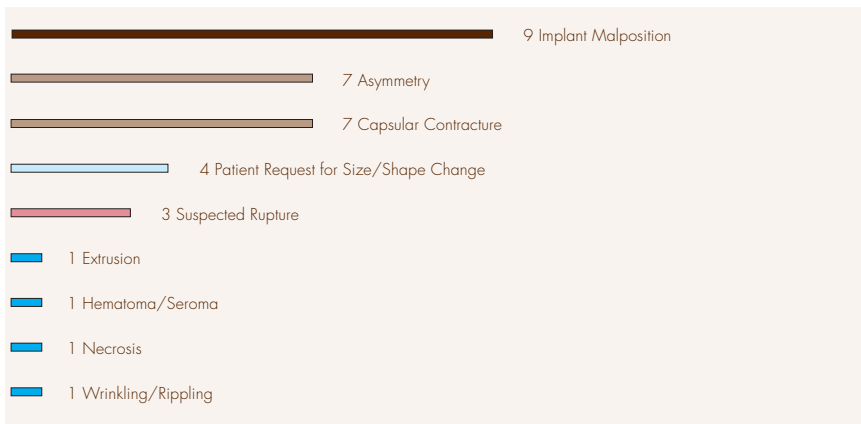 9 Implant Malposition
7 Asymmetry
7 Capsular Contracture
4 Patient Request for Size/Shape Change
3 Suspected Rupture
1 Extrusion
1 Hematoma/Seroma
1 Necrosis
1 Wrinkling/Rippling